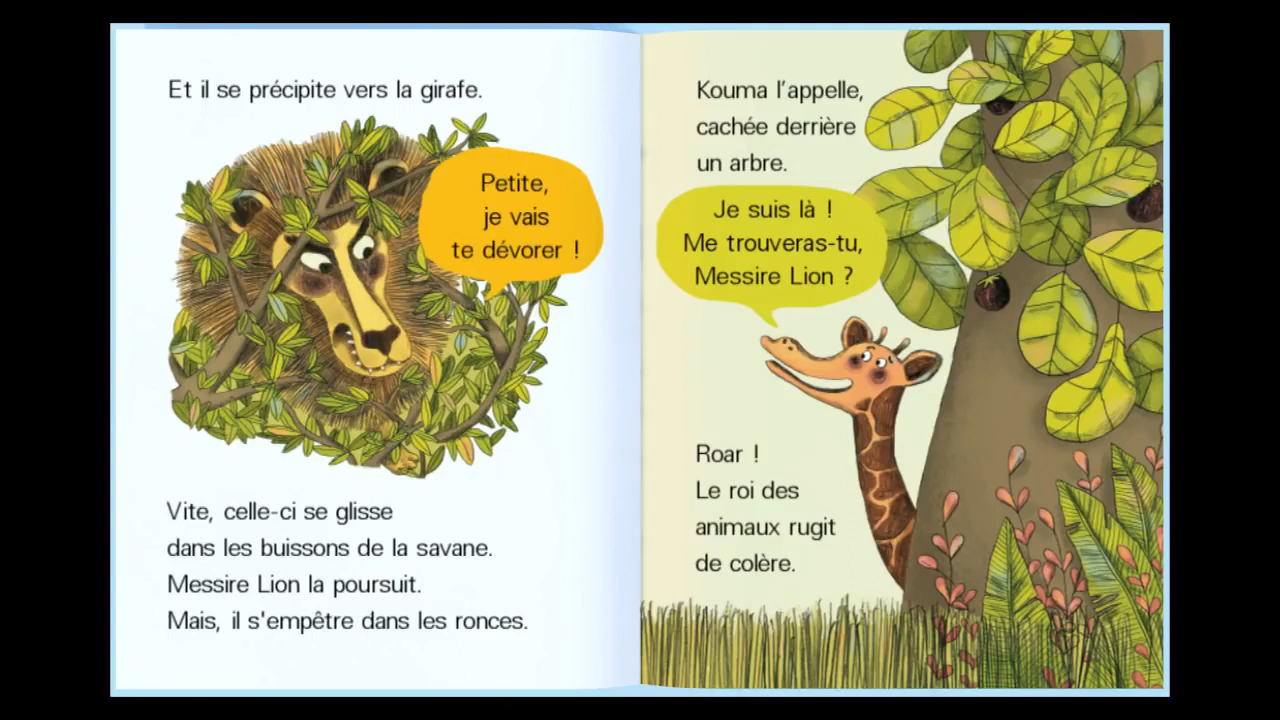 Et il se précipite vers la girafe.
Petite,
je vais
te dévorer !
Vite, celle-ci se glisse
dans les buissons de la savane.
Messire Lion la poursuit.
Mais, il s'empêtre dans les ronces.
Kouma l’appelle,
cachée derrière
un arbre.
Je suis là !
Me trouveras-tu,
Messire Lion ?
Roar !
Le roi des
animaux rugit
de colère.